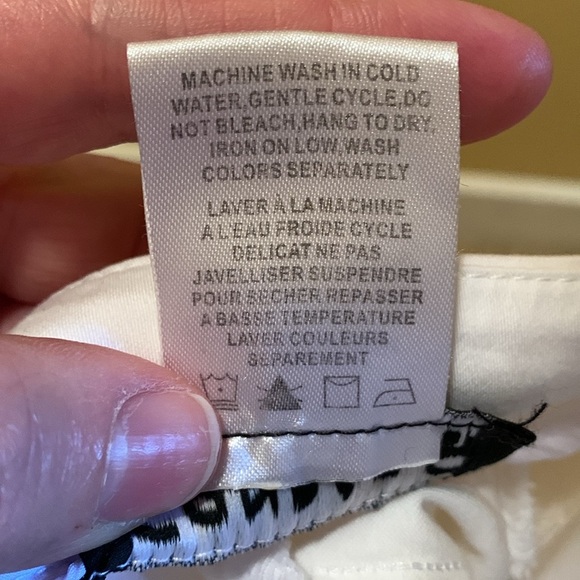 MACHINE WASH IN COLD
WATER,GENTLE CYCLE,DO
NOT BLEACH,HANG TO DRY,
IRON ON LOW,WASH
COLORS SEPARATELY
LAVER À LA MACHINE
A L'EAU FROIDE CYCLE
DELICAT NE PAS
JAVELLISER SUSPENDRE
POUR SECHER REPASSER
A BASSE TEMPERATURE
LAVER COULEURS
SEPAREMENT